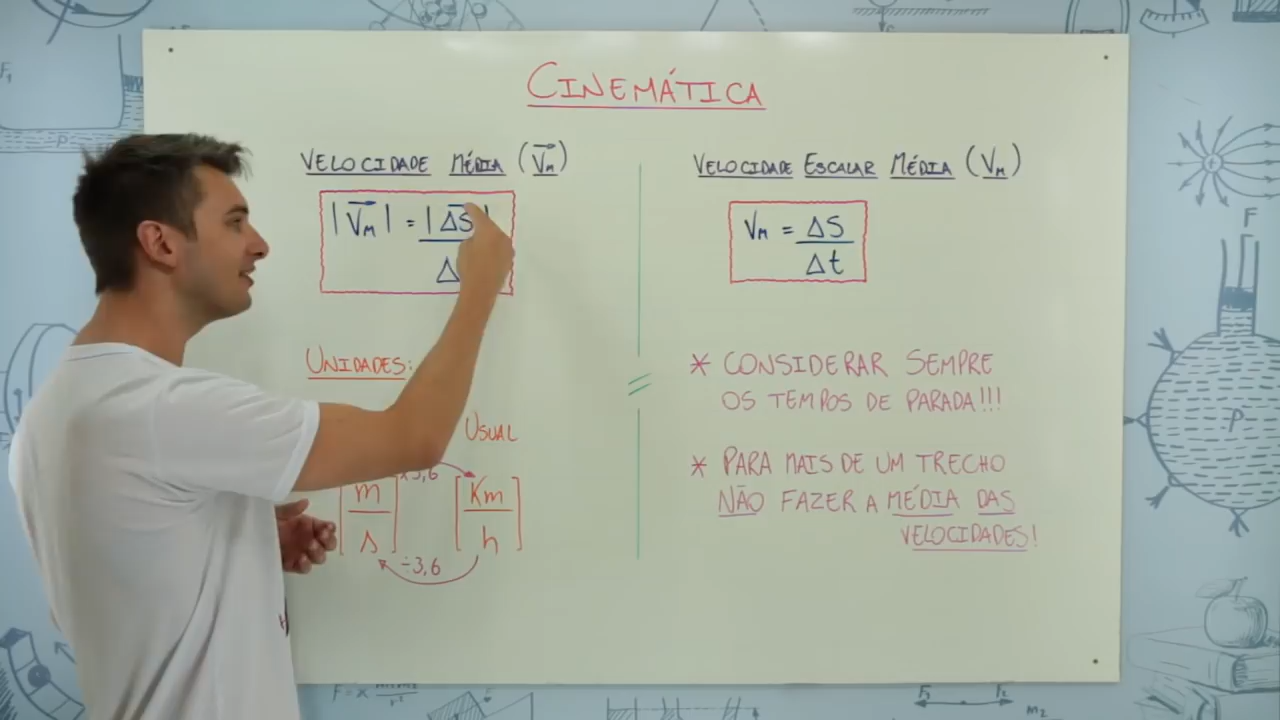 CINEMÁTICA
VELOCIDADE MÉDIA (V⃗m)
|V⃗m| = |ΔS⃗|
Δ
UNIDADES:
USUAL
x3,6
[m/s] [Km/h]
÷3,6
VELOCIDADE ESCALAR MÉDIA (Vm)
Vm = ΔS
Δt
* CONSIDERAR SEMPRE
OS TEMPOS DE PARADA!!!
* PARA MAIS DE UM TRECHO
NÃO FAZER A MÉDIA DAS
VELOCIDADES!
F
P